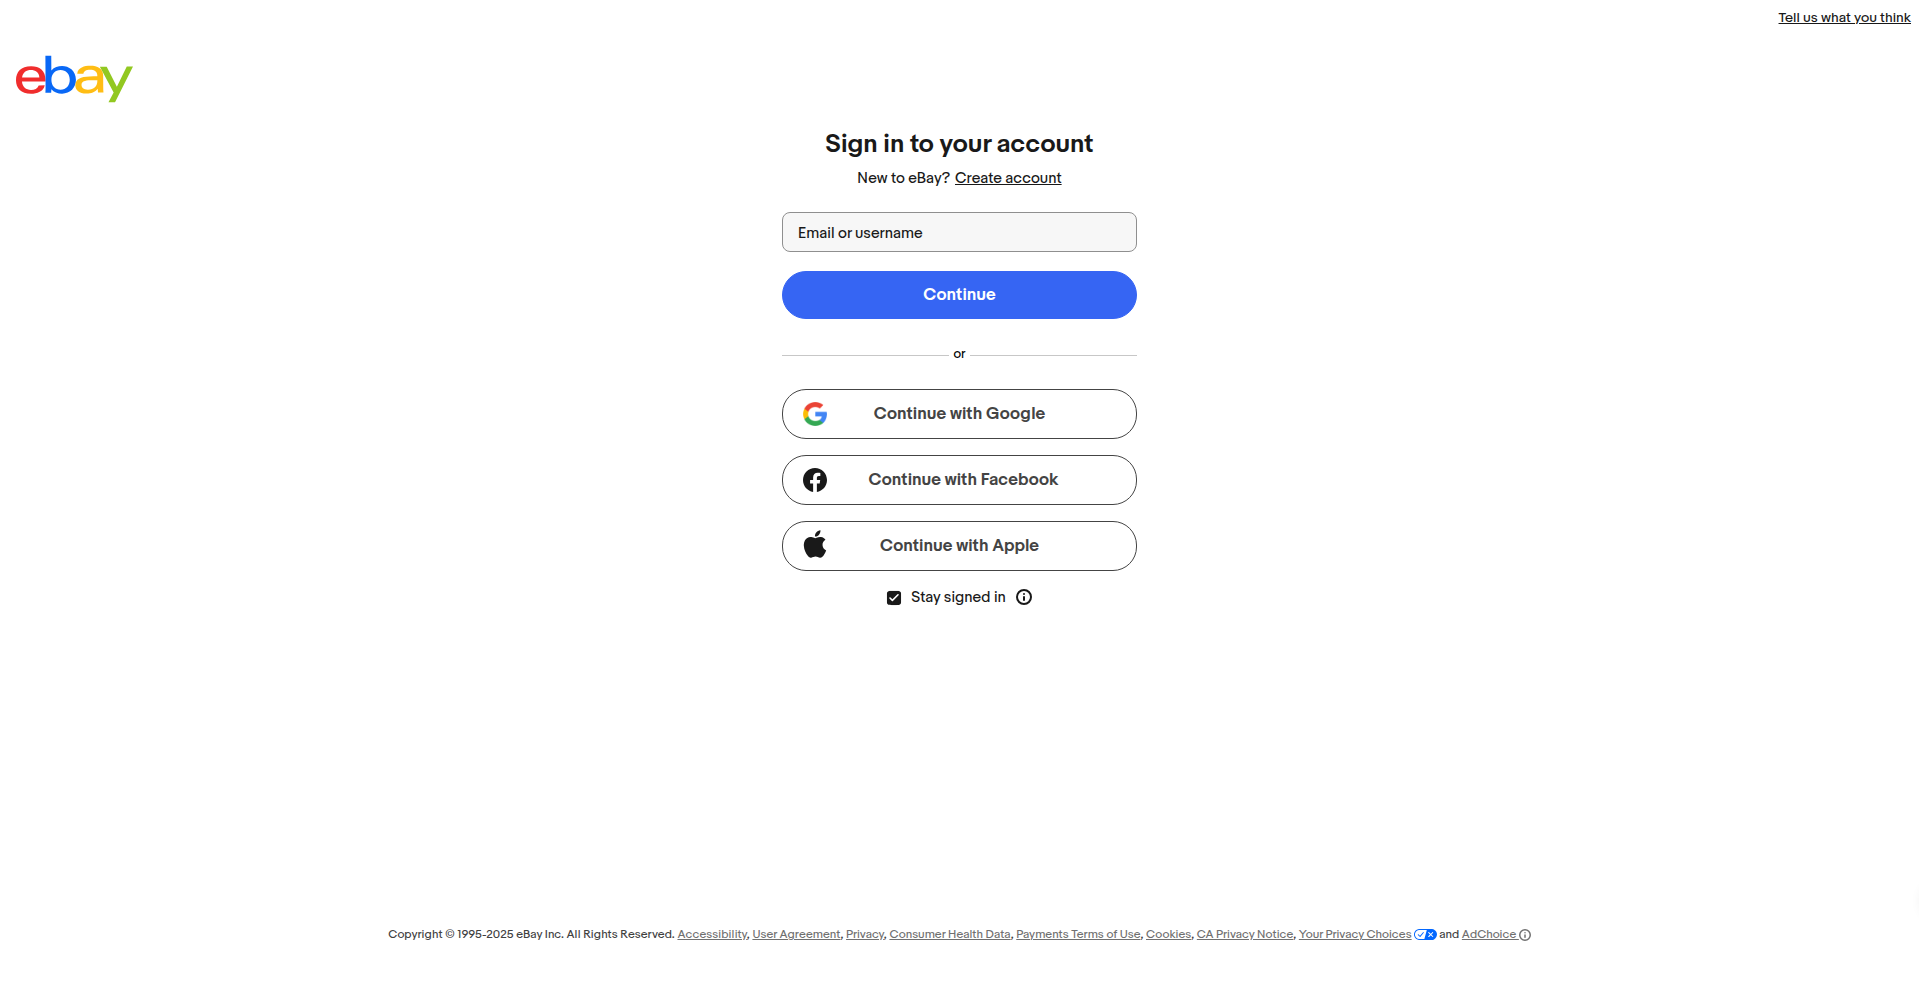 Tell us what you think
ebay
Sign in to your account
New to eBay? Create account
Email or username
Continue
or
Continue with Google
Continue with Facebook
Continue with Apple
Stay signed in
Copyright © 1995-2025 eBay Inc. All Rights Reserved. Accessibility, User Agreement, Privacy, Consumer Health Data, Payments Terms of Use, Cookies, CA Privacy Notice, Your Privacy Choices and AdChoice